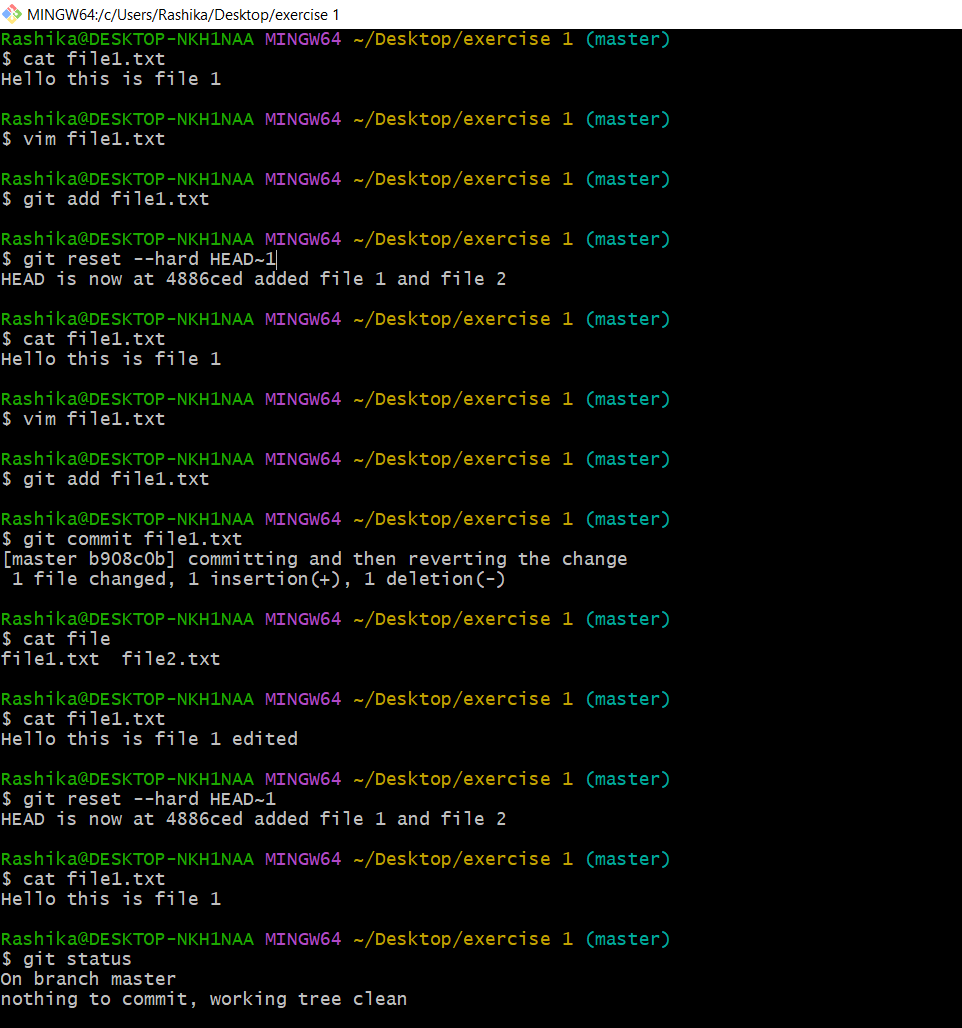 MINGW64:/c/Users/Rashika/Desktop/exercise 1
Rashika@DESKTOP-NKH1NAA MINGW64 ~/Desktop/exercise 1 (master)
$ cat file1.txt
Hello this is file 1
Rashika@DESKTOP-NKH1NAA MINGW64 ~/Desktop/exercise 1 (master)
$ vim file1.txt
Rashika@DESKTOP-NKH1NAA MINGW64 ~/Desktop/exercise 1 (master)
$ git add file1.txt
Rashika@DESKTOP-NKH1NAA MINGW64 ~/Desktop/exercise 1 (master)
$ git reset --hard HEAD~1
HEAD is now at 4886ced added file 1 and file 2
Rashika@DESKTOP-NKH1NAA MINGW64 ~/Desktop/exercise 1 (master)
$ cat file1.txt
Hello this is file 1
Rashika@DESKTOP-NKH1NAA MINGW64 ~/Desktop/exercise 1 (master)
$ vim file1.txt
Rashika@DESKTOP-NKH1NAA MINGW64 ~/Desktop/exercise 1 (master)
$ git add file1.txt
Rashika@DESKTOP-NKH1NAA MINGW64 ~/Desktop/exercise 1 (master)
$ git commit file1.txt
[master b908c0b] committing and then reverting the change
 1 file changed, 1 insertion(+), 1 deletion(-)
Rashika@DESKTOP-NKH1NAA MINGW64 ~/Desktop/exercise 1 (master)
$ cat file
file1.txt  file2.txt
Rashika@DESKTOP-NKH1NAA MINGW64 ~/Desktop/exercise 1 (master)
$ cat file1.txt
Hello this is file 1 edited
Rashika@DESKTOP-NKH1NAA MINGW64 ~/Desktop/exercise 1 (master)
$ git reset --hard HEAD~1
HEAD is now at 4886ced added file 1 and file 2
Rashika@DESKTOP-NKH1NAA MINGW64 ~/Desktop/exercise 1 (master)
$ cat file1.txt
Hello this is file 1
Rashika@DESKTOP-NKH1NAA MINGW64 ~/Desktop/exercise 1 (master)
$ git status
On branch master
nothing to commit, working tree clean